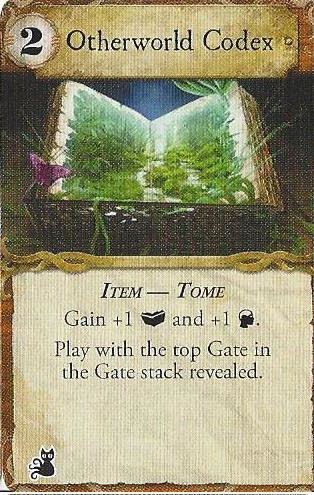 2 Otherworld Codex
ITEM — TOME
Gain +1 and +1 .
Play with the top Gate in
the Gate stack revealed.